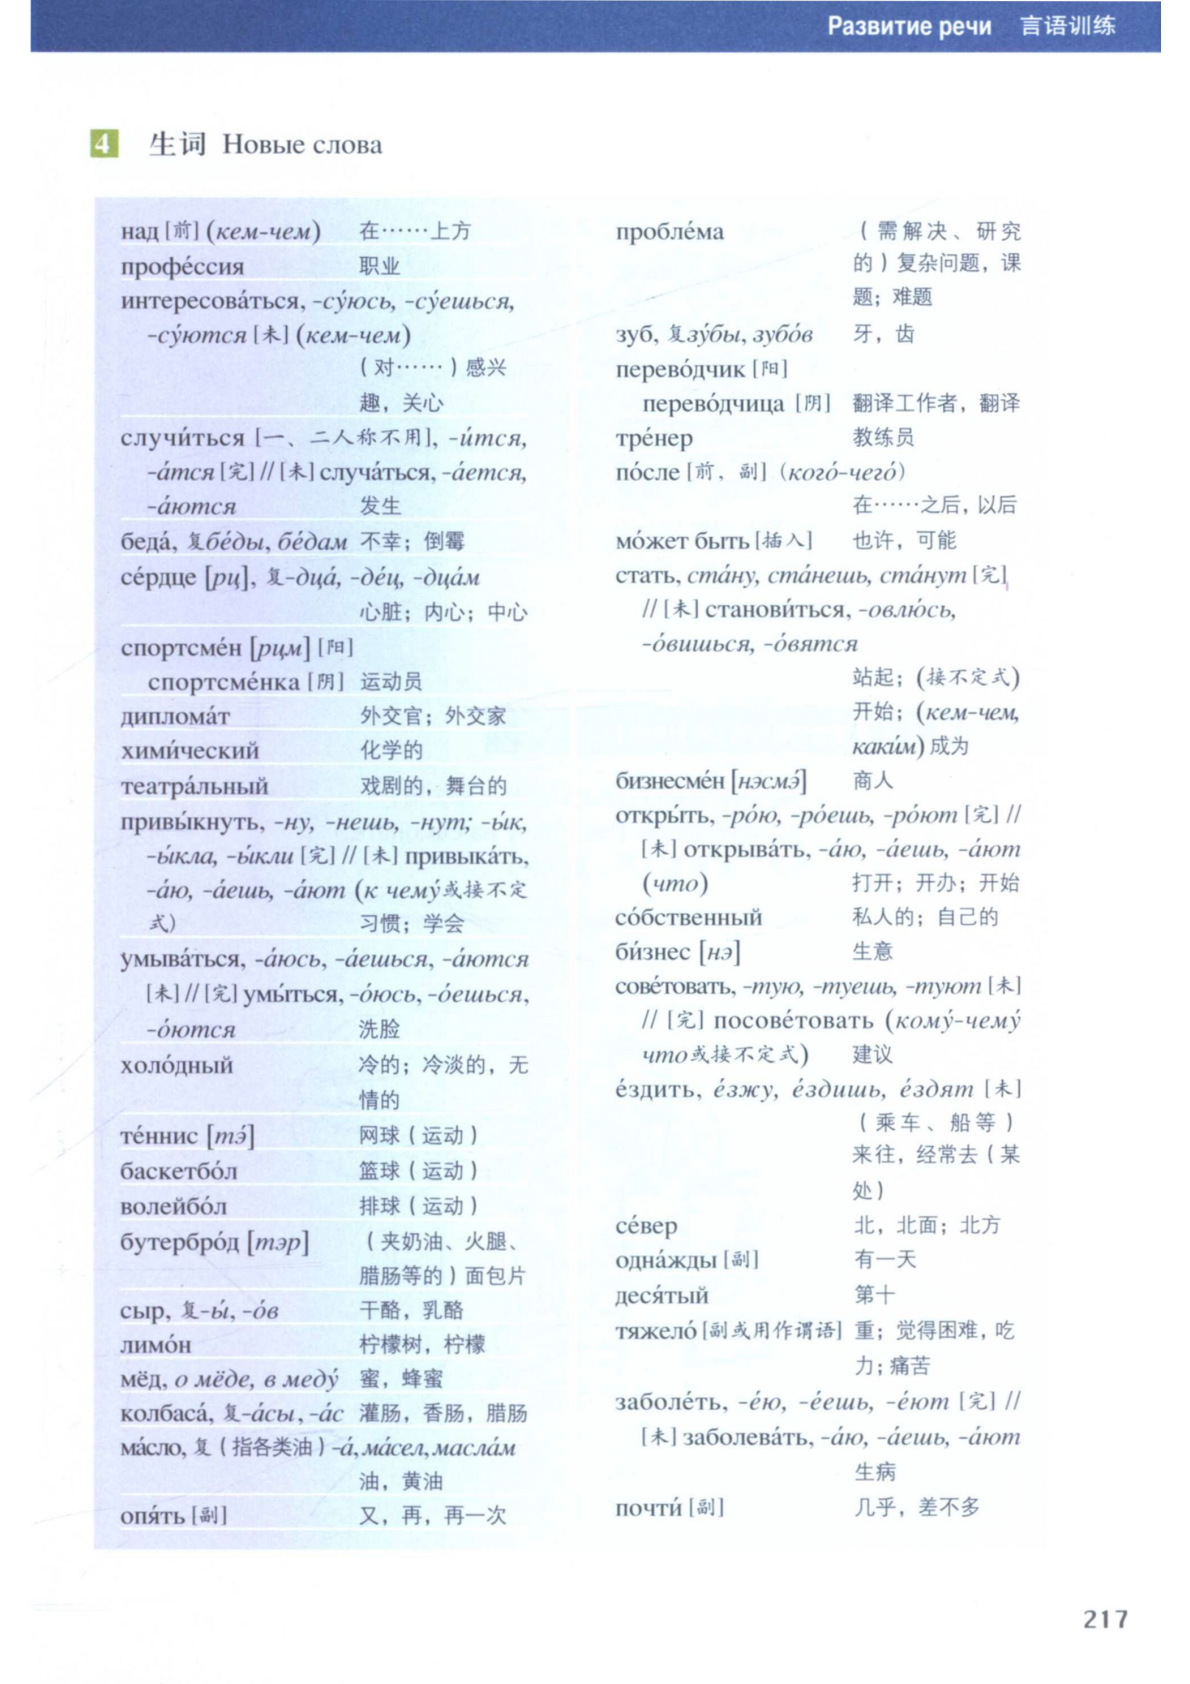 Развитие речи 言语训练
4 生词 Новые слова
над [前] (кем-чем) 在……上方
профе́ссия 职业
интересова́ться, -су́юсь, -су́ешься,
-су́ются [未] (кем-чем)
（对……）感兴
趣，关心
случи́ться [一、二人称不用], -и́тся,
-а́тся [完] // [未] случа́ться, -а́ется,
-а́ются 发生
беда́, 复бе́ды, бе́дам 不幸；倒霉
се́рдце [рц], 复-дца́, -де́ц, -дца́м
心脏；内心；中心
спортсме́н [рцм] [阳]
спортсме́нка [阴] 运动员
диплома́т 外交官；外交家
хими́ческий 化学的
театра́льный 戏剧的，舞台的
привы́кнуть, -ну, -нешь, -нут; -ы́к,
-ы́кла, -ы́кли [完] // [未] привыка́ть,
-а́ю, -а́ешь, -а́ют (к чему́或接不定
式) 习惯；学会
умыва́ться, -а́юсь, -а́ешься, -а́ются
[未] // [完] умы́ться, -о́юсь, -о́ешься,
-о́ются 洗脸
холо́дный 冷的；冷淡的，无
情的
те́ннис [тэ́] 网球（运动）
баскетбо́л 篮球（运动）
волейбо́л 排球（运动）
бутербро́д [тэр] （夹奶油、火腿、
腊肠等的）面包片
сыр, 复-ы́, -о́в 干酪，乳酪
лимо́н 柠檬树，柠檬
мёд, о мёде, в меду́ 蜜，蜂蜜
колбаса́, 复-а́сы, -а́с 灌肠，香肠，腊肠
ма́сло, 复（指各类油）-а́, ма́сел, масла́м
油，黄油
опя́ть [副] 又，再，再一次
пробле́ма （需解决、研究
的）复杂问题，课
题；难题
зуб, 复зу́бы, зубо́в 牙，齿
перево́дчик [阳]
перево́дчица [阴] 翻译工作者，翻译
тре́нер 教练员
по́сле [前，副] (кого́-чего́)
在……之后，以后
мо́жет быть [插入] 也许，可能
стать, ста́ну, ста́нешь, ста́нут [完]
// [未] станови́ться, -овлю́сь,
-о́вишься, -о́вятся
站起；(接不定式)
开始；(кем-чем,
каки́м) 成为
бизнесме́н [нэсмэ́] 商人
откры́ть, -ро́ю, -ро́ешь, -ро́ют [完] //
[未] открыва́ть, -а́ю, -а́ешь, -а́ют
(что) 打开；开办；开始
со́бственный 私人的；自己的
би́знес [нэ] 生意
сове́товать, -тую, -туешь, -туют [未]
// [完] посове́товать (кому́-чему́
что或接不定式) 建议
е́здить, е́зжу, е́здишь, е́здят [未]
（乘车、船等）
来往，经常去（某
处）
се́вер 北，北面；北方
одна́жды [副] 有一天
деся́тый 第十
тяжело́ [副或用作谓语] 重；觉得困难，吃
力；痛苦
заболе́ть, -е́ю, -е́ешь, -е́ют [完] //
[未] заболева́ть, -а́ю, -а́ешь, -а́ют
生病
почти́ [副] 几乎，差不多
217